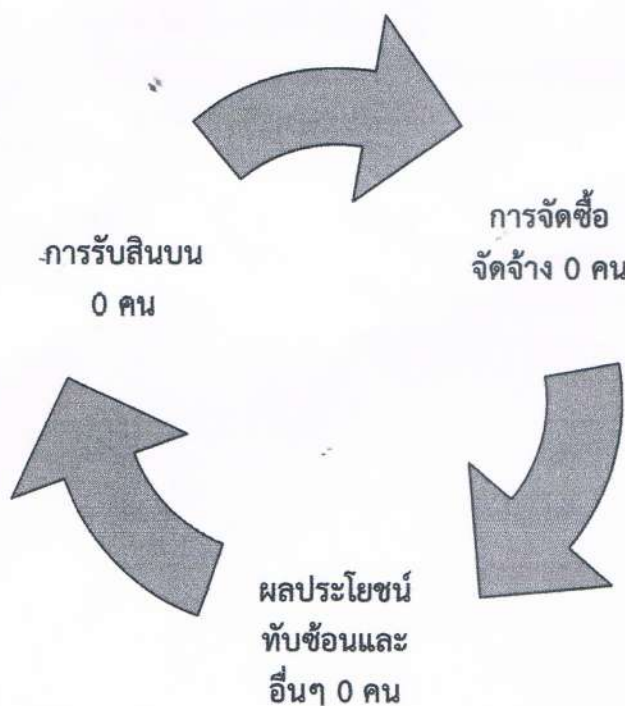 การรับสินบน
0 คน
การจัดซื้อ
จัดจ้าง 0 คน
ผลประโยชน์
ทับซ้อนและ
อื่นๆ 0 คน